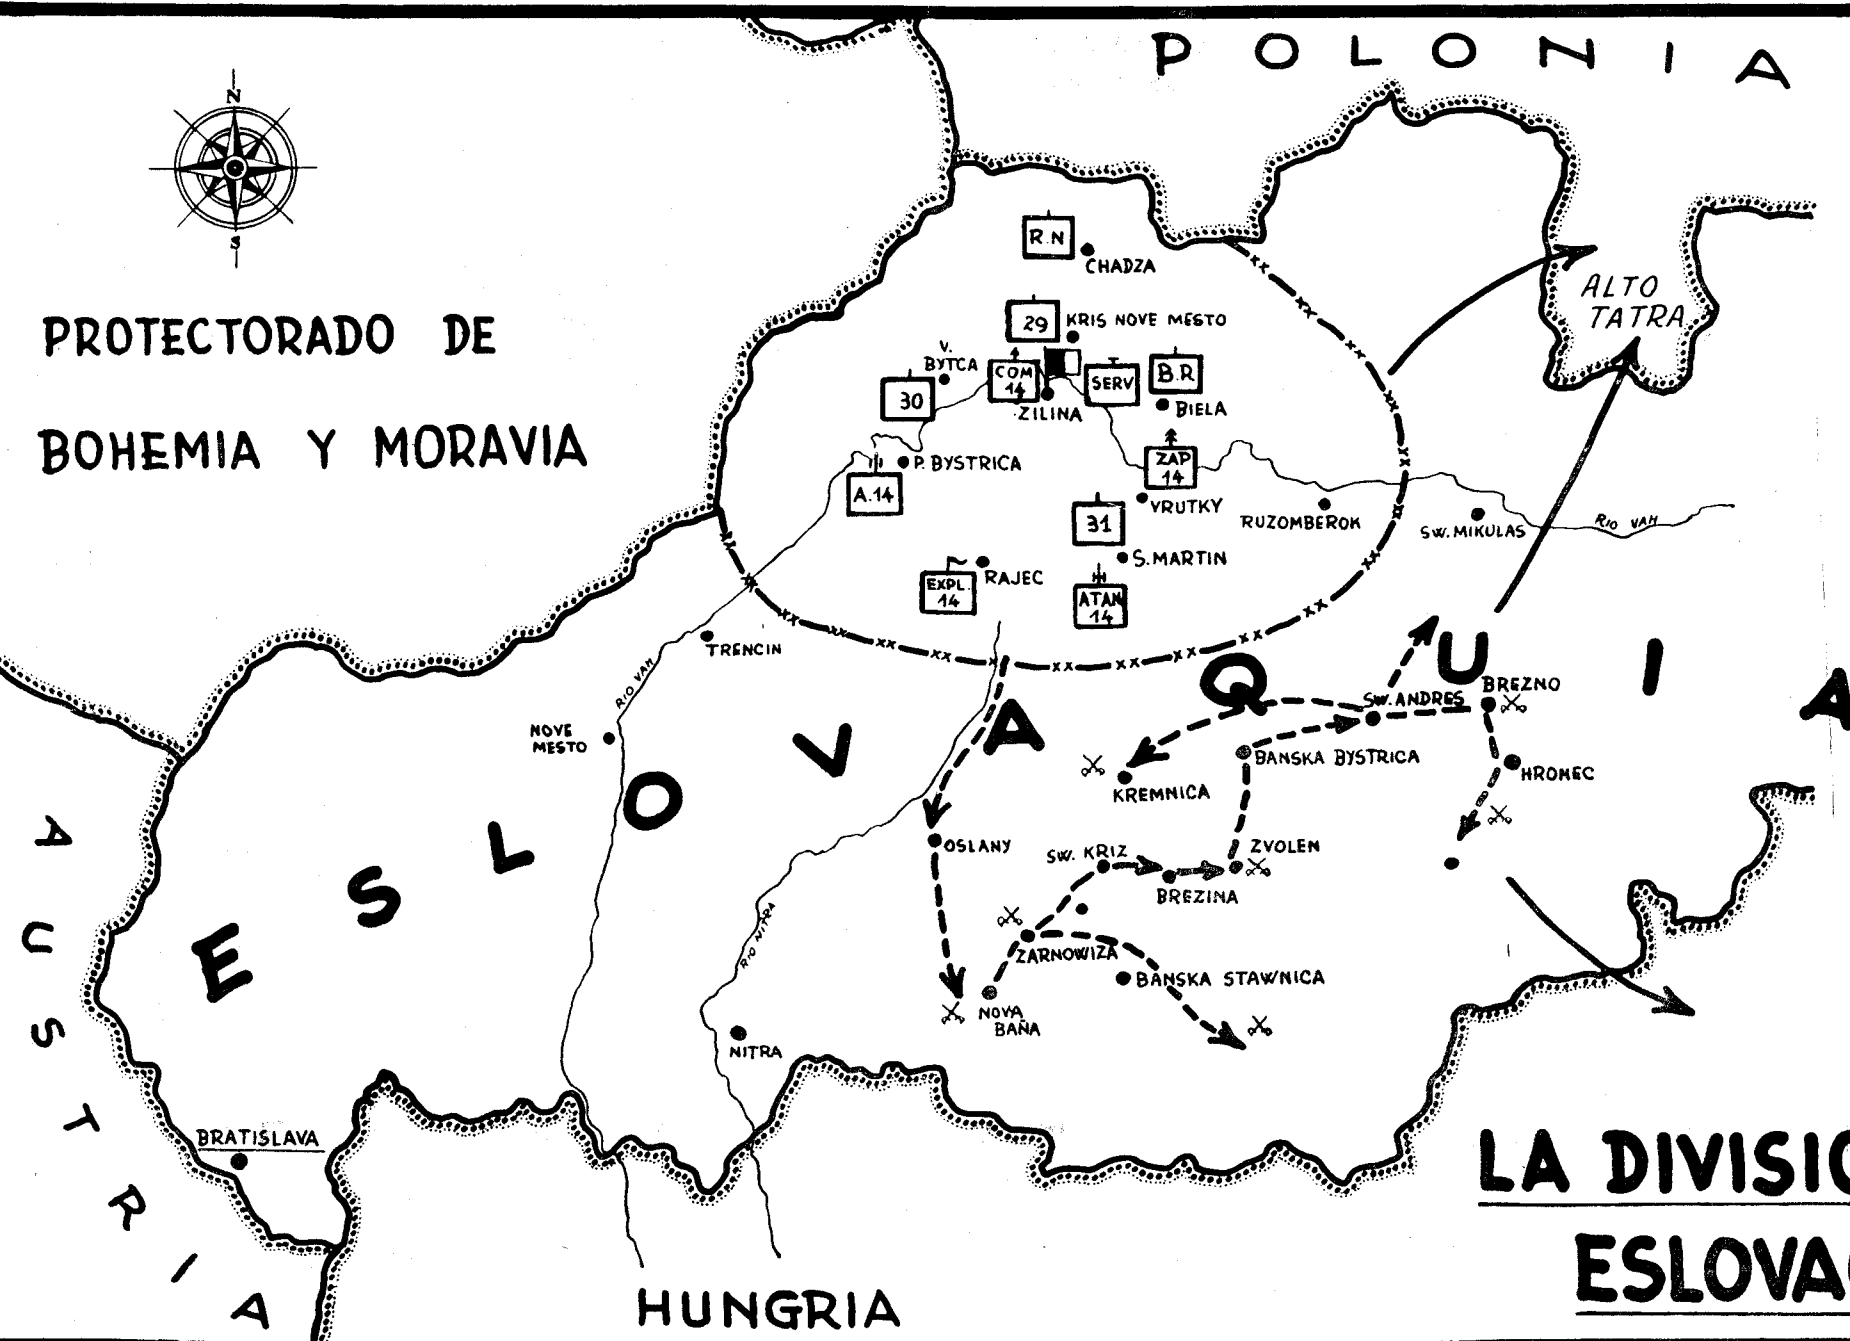 POLONIA
N
S
PROTECTORADO DE
BOHEMIA Y MORAVIA
R.N
CHADZA
29
KRIS NOVE MESTO
V.
BYTCA
COM
14
SERV
B.R
30
ZILINA
BIELA
P. BYSTRICA
A.14
ZAP
14
VRUTKY
31
RUZOMBEROK
SW. MIKULAS
RIO VAH
ALTO
TATRA
S. MARTIN
EXPL.
14
RAJEC
ATAN
14
TRENCIN
RIO VAH
NOVE
MESTO
ESLOVAQUIA
SW. ANDRES
BREZNO
BANSKA BYSTRICA
HRONEC
KREMNICA
OSLANY
SW. KRIZ
ZVOLEN
BREZINA
ZARNOWIZA
BANSKA STAWNICA
NOVA
BAÑA
RIO NITRA
NITRA
BRATISLAVA
AUSTRIA
HUNGRIA
LA DIVISIO
ESLOVA